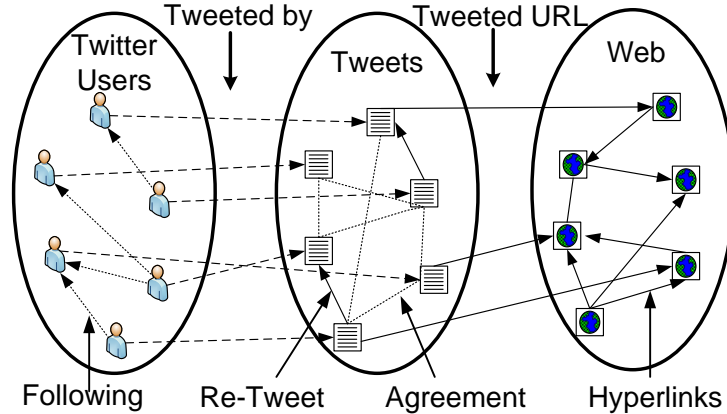 Tweeted by
Tweeted URL
Twitter
Users
Tweets
Web
Following
Re-Tweet
Agreement
Hyperlinks